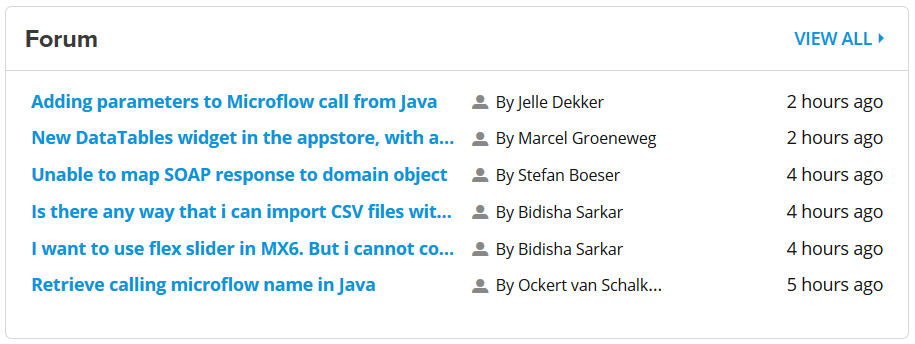 Forum VIEW ALL
Adding parameters to Microflow call from Java By Jelle Dekker 2 hours ago
New DataTables widget in the appstore, with a... By Marcel Groeneweg 2 hours ago
Unable to map SOAP response to domain object By Stefan Boeser 4 hours ago
Is there any way that i can import CSV files wit... By Bidisha Sarkar 4 hours ago
I want to use flex slider in MX6. But i cannot co... By Bidisha Sarkar 4 hours ago
Retrieve calling microflow name in Java By Ockert van Schalk... 5 hours ago